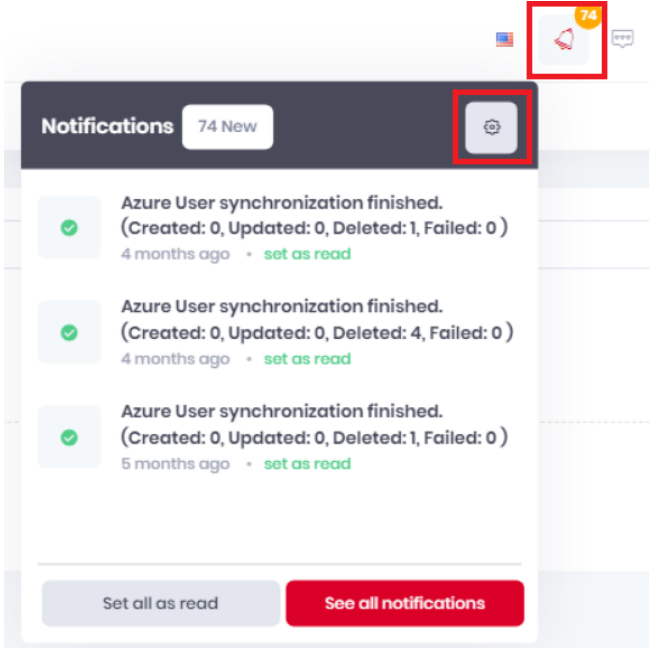 74
Notifications 74 New
Azure User synchronization finished.
(Created: 0, Updated: 0, Deleted: 1, Failed: 0 )
4 months ago • set as read
Azure User synchronization finished.
(Created: 0, Updated: 0, Deleted: 4, Failed: 0 )
4 months ago • set as read
Azure User synchronization finished.
(Created: 0, Updated: 0, Deleted: 1, Failed: 0 )
5 months ago • set as read
Set all as read See all notifications